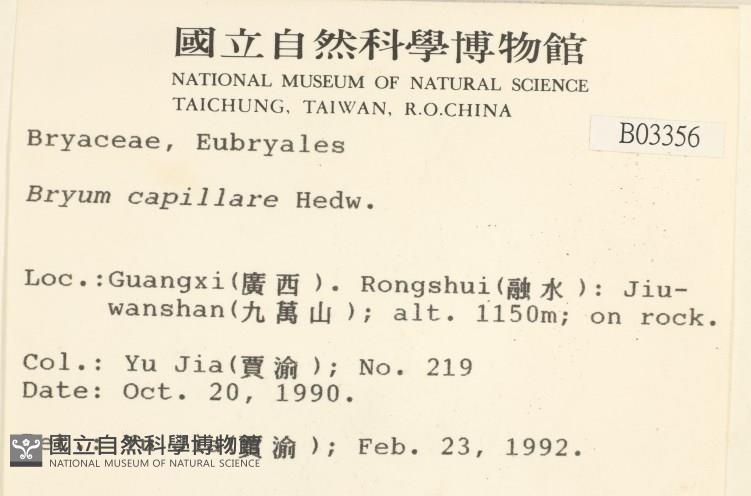 國立自然科學博物館
NATIONAL MUSEUM OF NATURAL SCIENCE
TAICHUNG, TAIWAN, R.O.CHINA
B03356
Bryaceae, Eubryales
Bryum capillare Hedw.
Loc.:Guangxi(廣西). Rongshui(融水): Jiu-
wanshan(九萬山); alt. 1150m; on rock.
Col.: Yu Jia(賈渝); No. 219
Date: Oct. 20, 1990.
渝); Feb. 23, 1992.
國立自然科學博物館
NATIONAL MUSEUM OF NATURAL SCIENCE